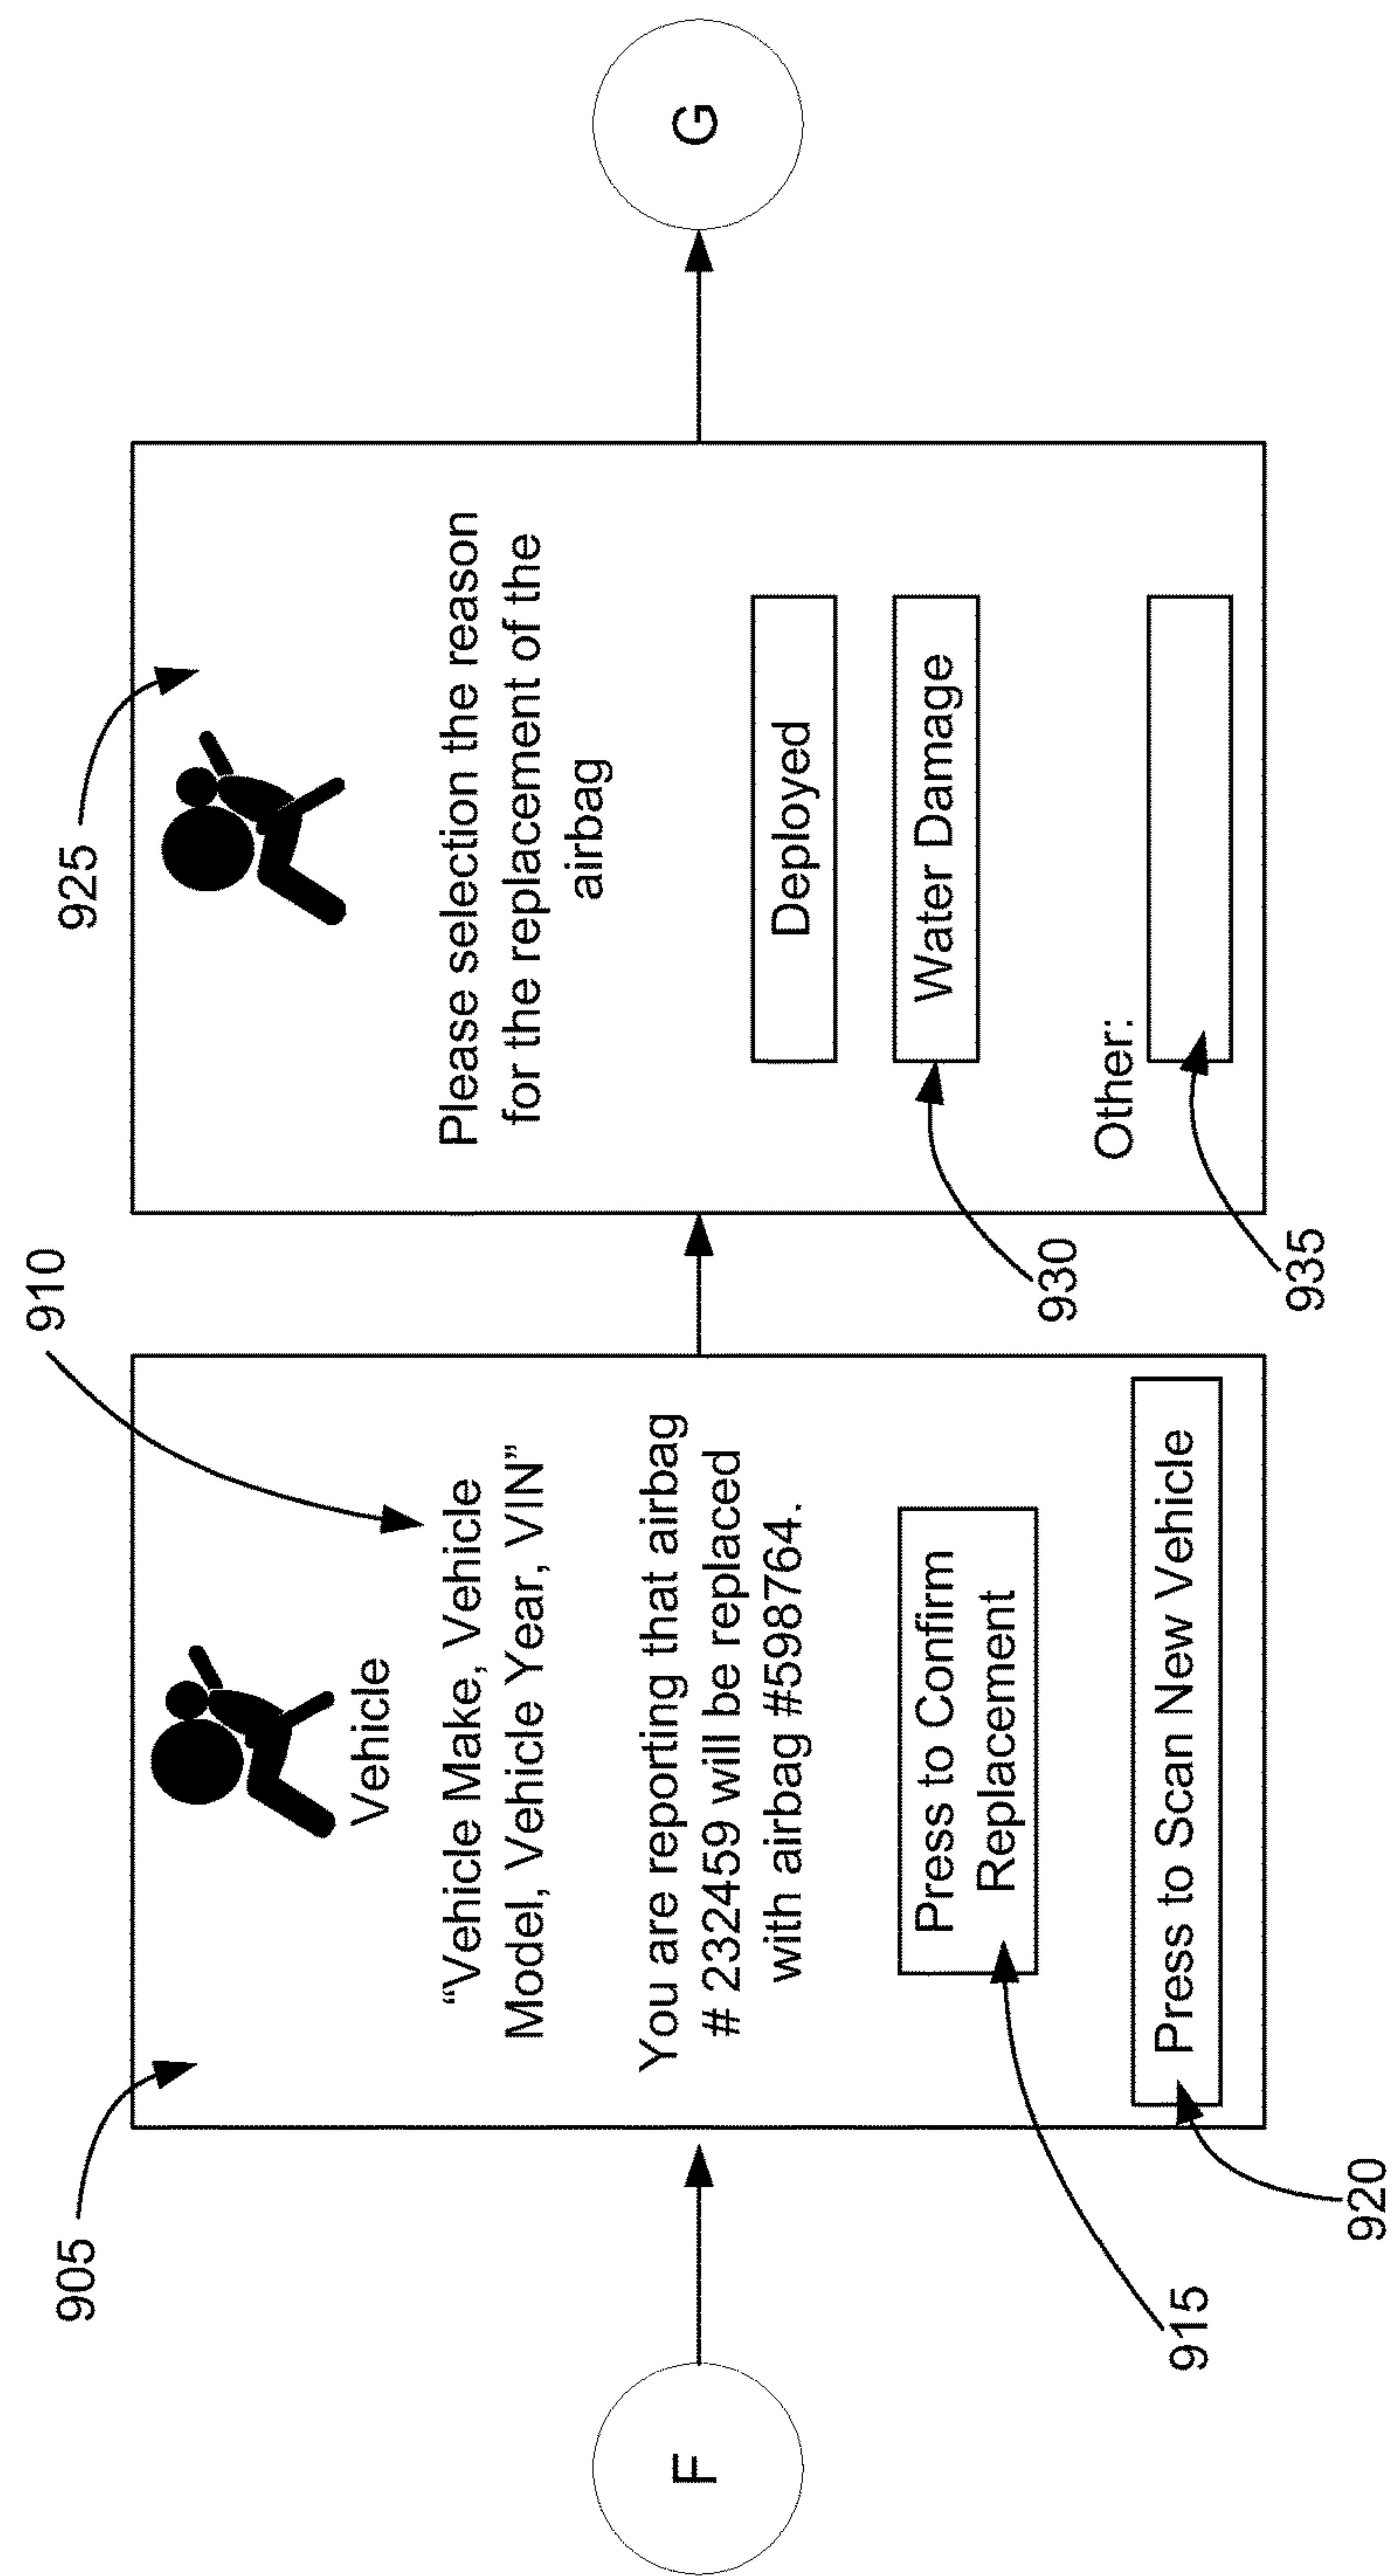 F
905
910
Vehicle
“Vehicle Make, Vehicle
Model, Vehicle Year, VIN”
You are reporting that airbag
# 232459 will be replaced
with airbag #598764.
Press to Confirm
Replacement
Press to Scan New Vehicle
915
920
925
Please selection the reason
for the replacement of the
airbag
Deployed
Water Damage
Other:
930
935
G